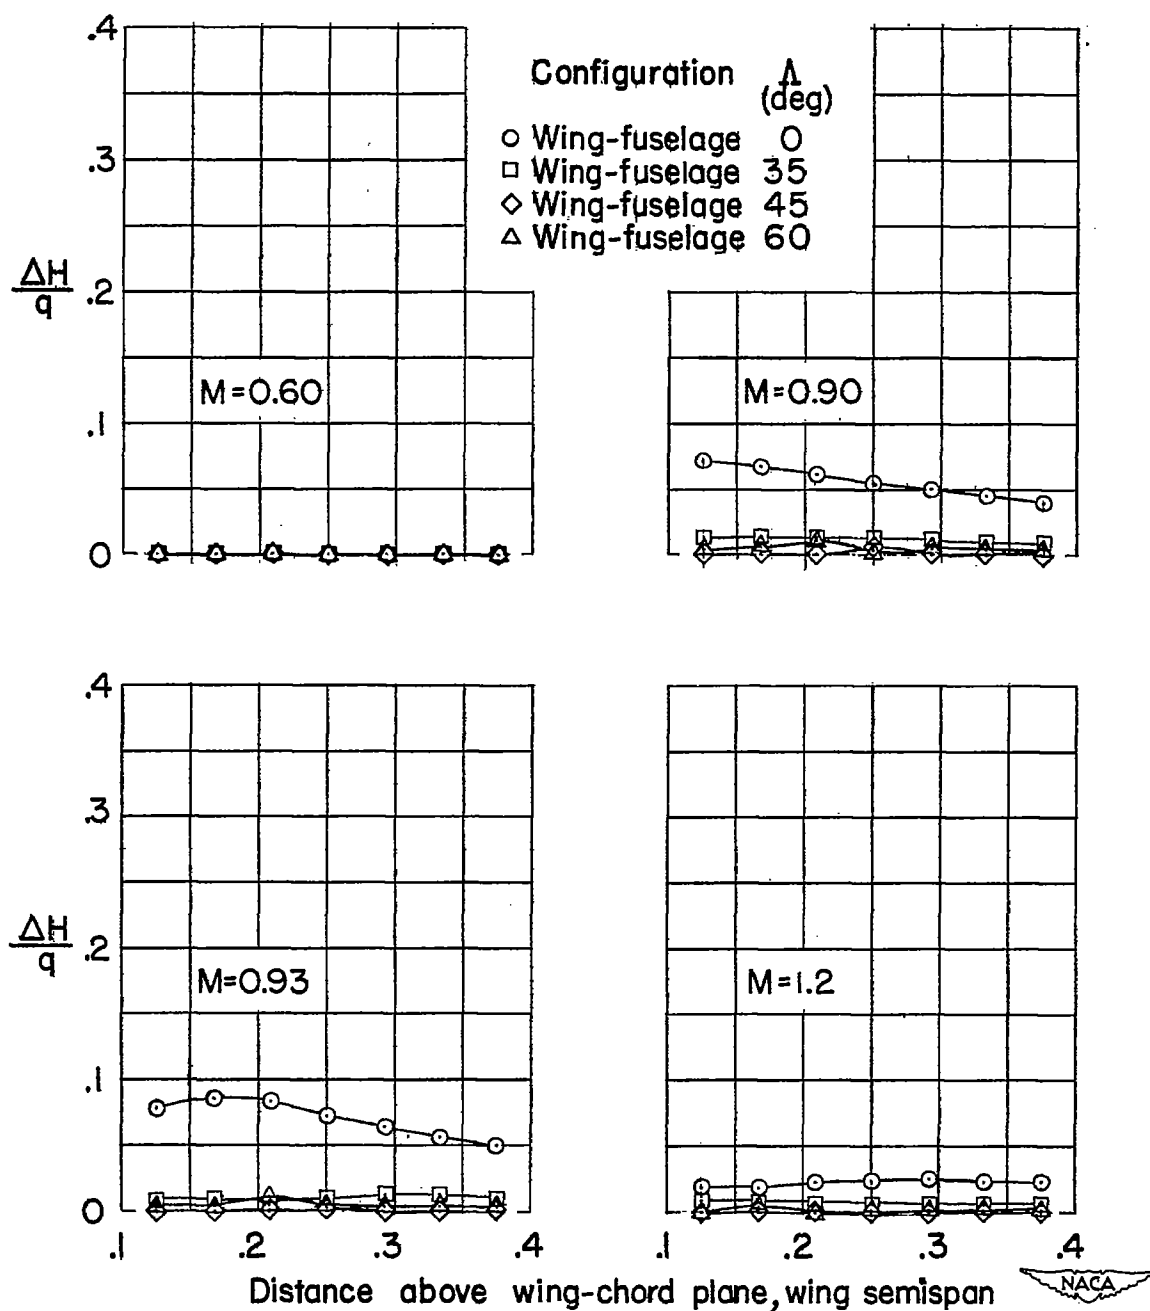 Configuration Λ
(deg)
Wing-fuselage 0
Wing-fuselage 35
Wing-fuselage 45
Wing-fuselage 60
.4
.3
ΔH/q .2
.1
0
M=0.60
M=0.90
.4
.3
ΔH/q .2
.1
0
M=0.93
M=1.2
.1 .2 .3 .4
.1 .2 .3 .4
Distance above wing-chord plane, wing semispan
NACA